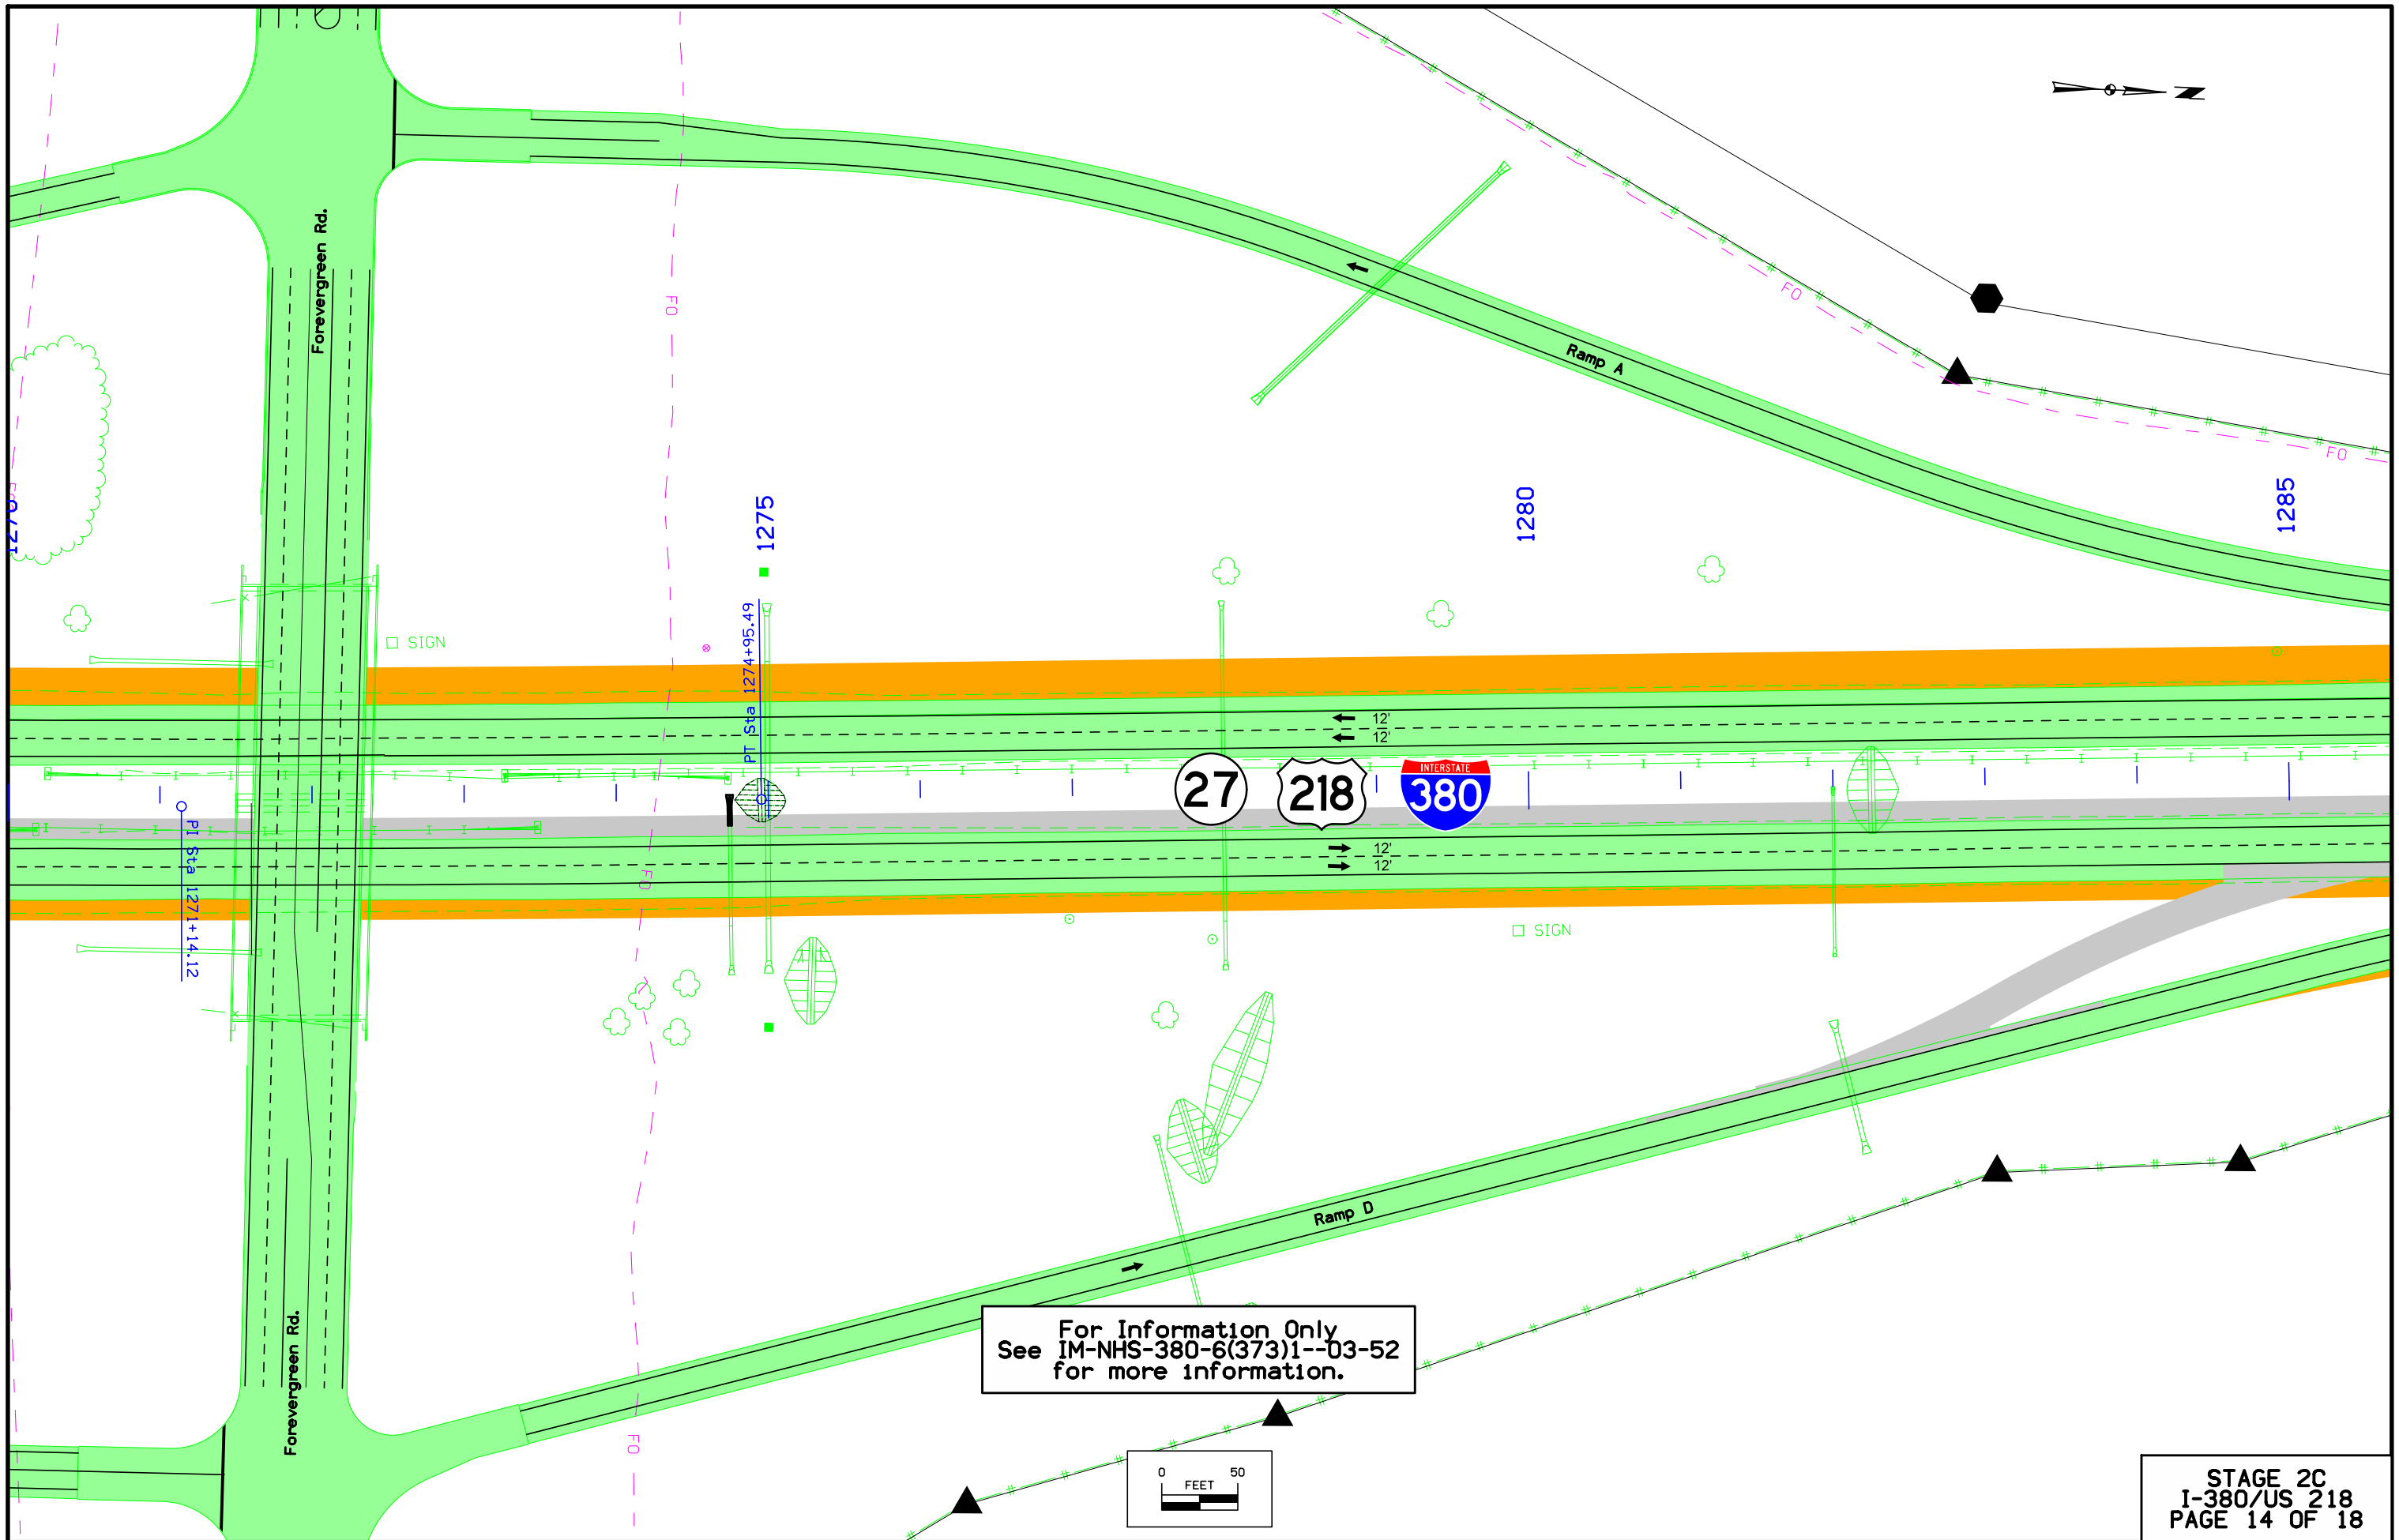 Forevergreen Rd.
FO
FO
Ramp A
FO
1275
1280
1285
SIGN
PT Sta 1274+95.49
12'
12'
27
218
INTERSTATE
380
12'
12'
PI Sta 1271+14.12
FO
SIGN
Ramp D
Forevergreen Rd.
For Information Only
See IM-NHS-380-6(373)1--03-52
for more information.
FO
0 50
FEET
STAGE 2C
I-380/US 218
PAGE 14 OF 18
N